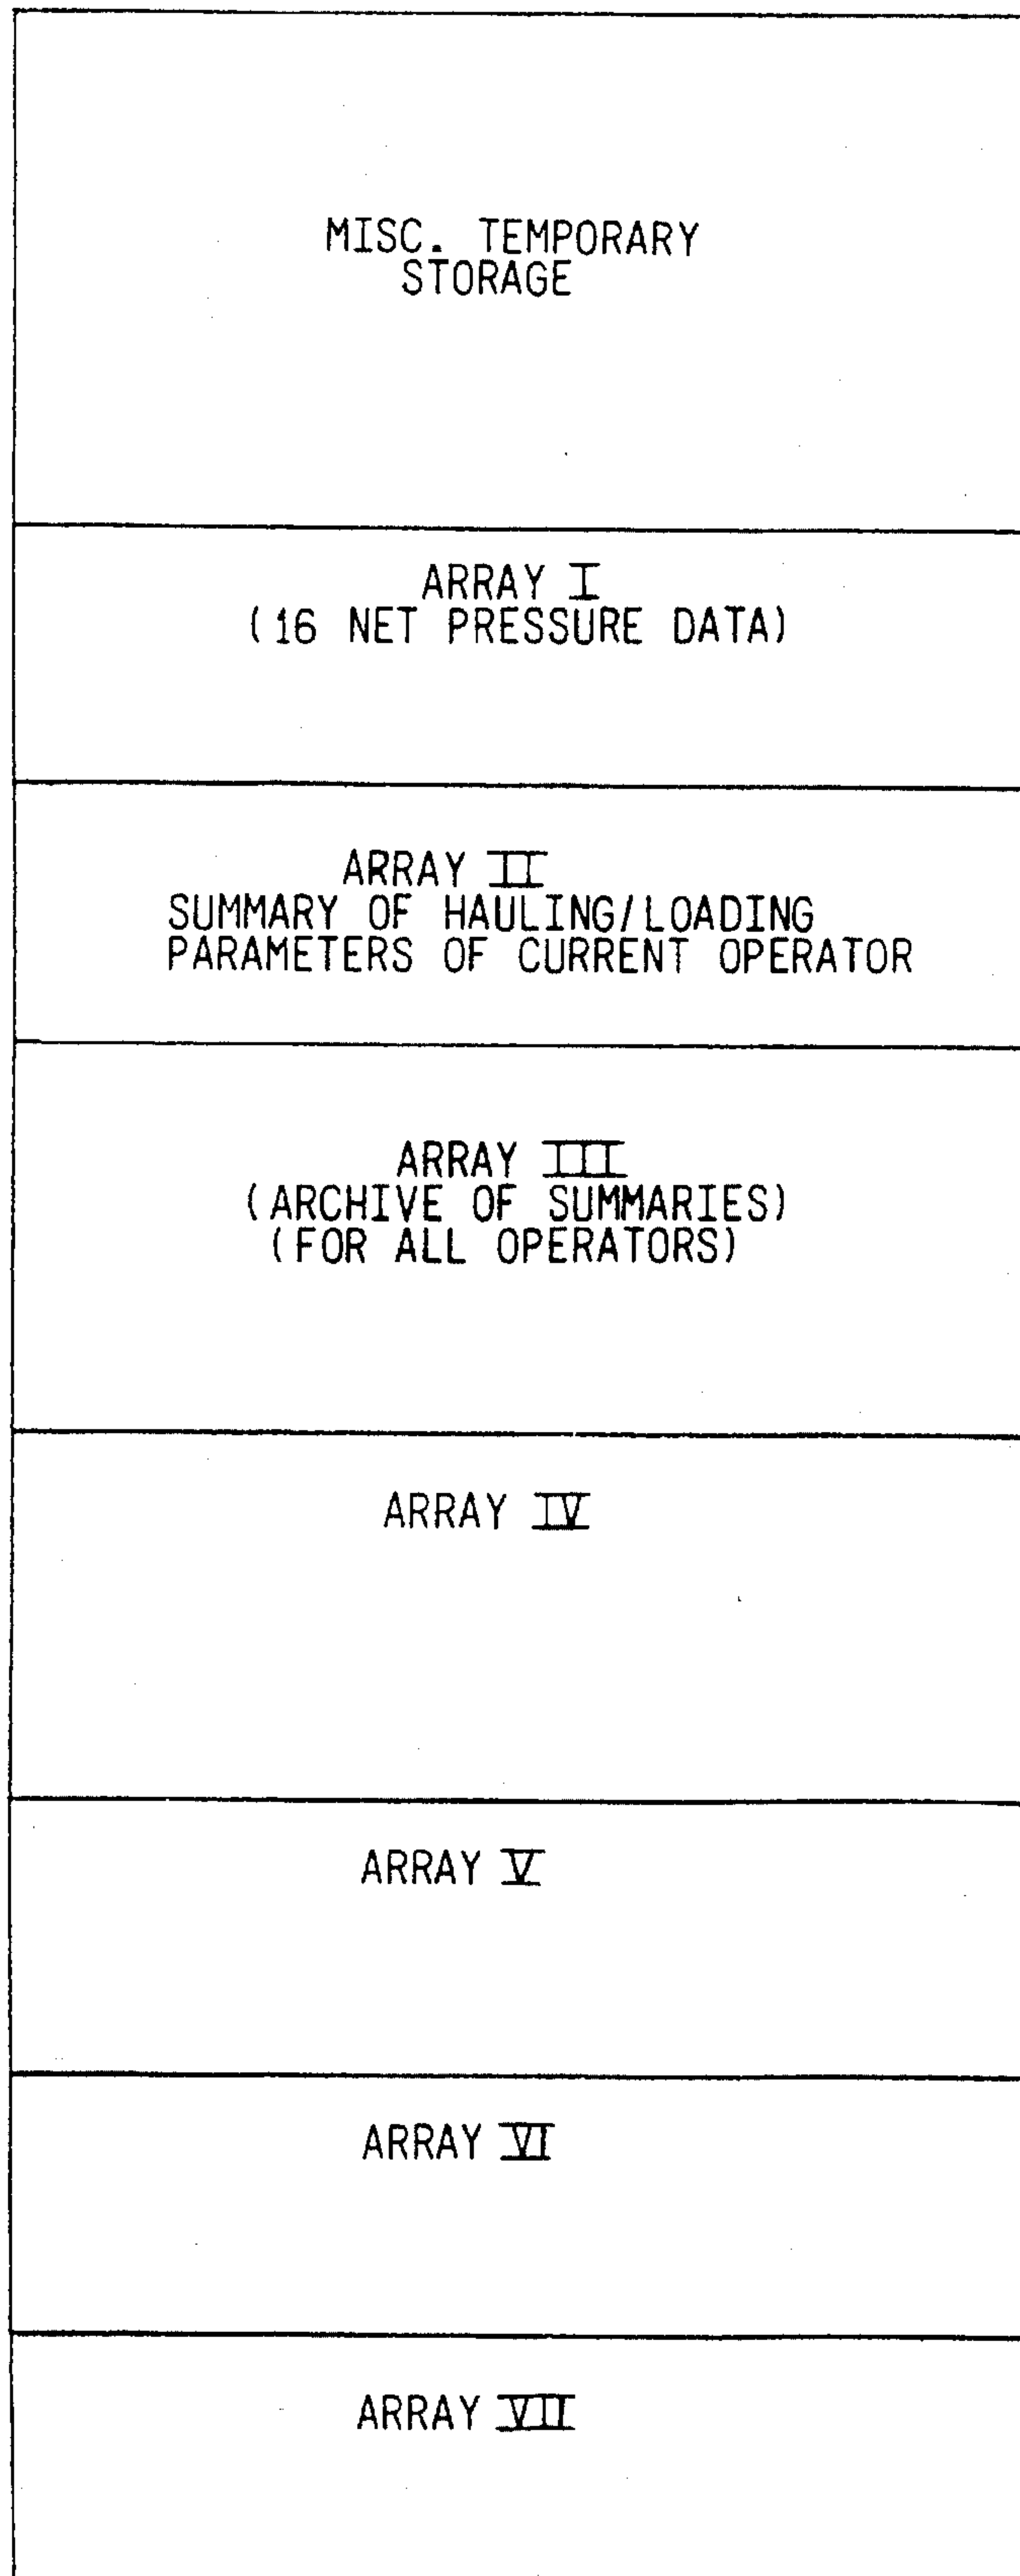 MISC. TEMPORARY
STORAGE
ARRAY I
(16 NET PRESSURE DATA)
ARRAY II
SUMMARY OF HAULING/LOADING
PARAMETERS OF CURRENT OPERATOR
ARRAY III
(ARCHIVE OF SUMMARIES)
(FOR ALL OPERATORS)
ARRAY IV
ARRAY V
ARRAY VI
ARRAY VII